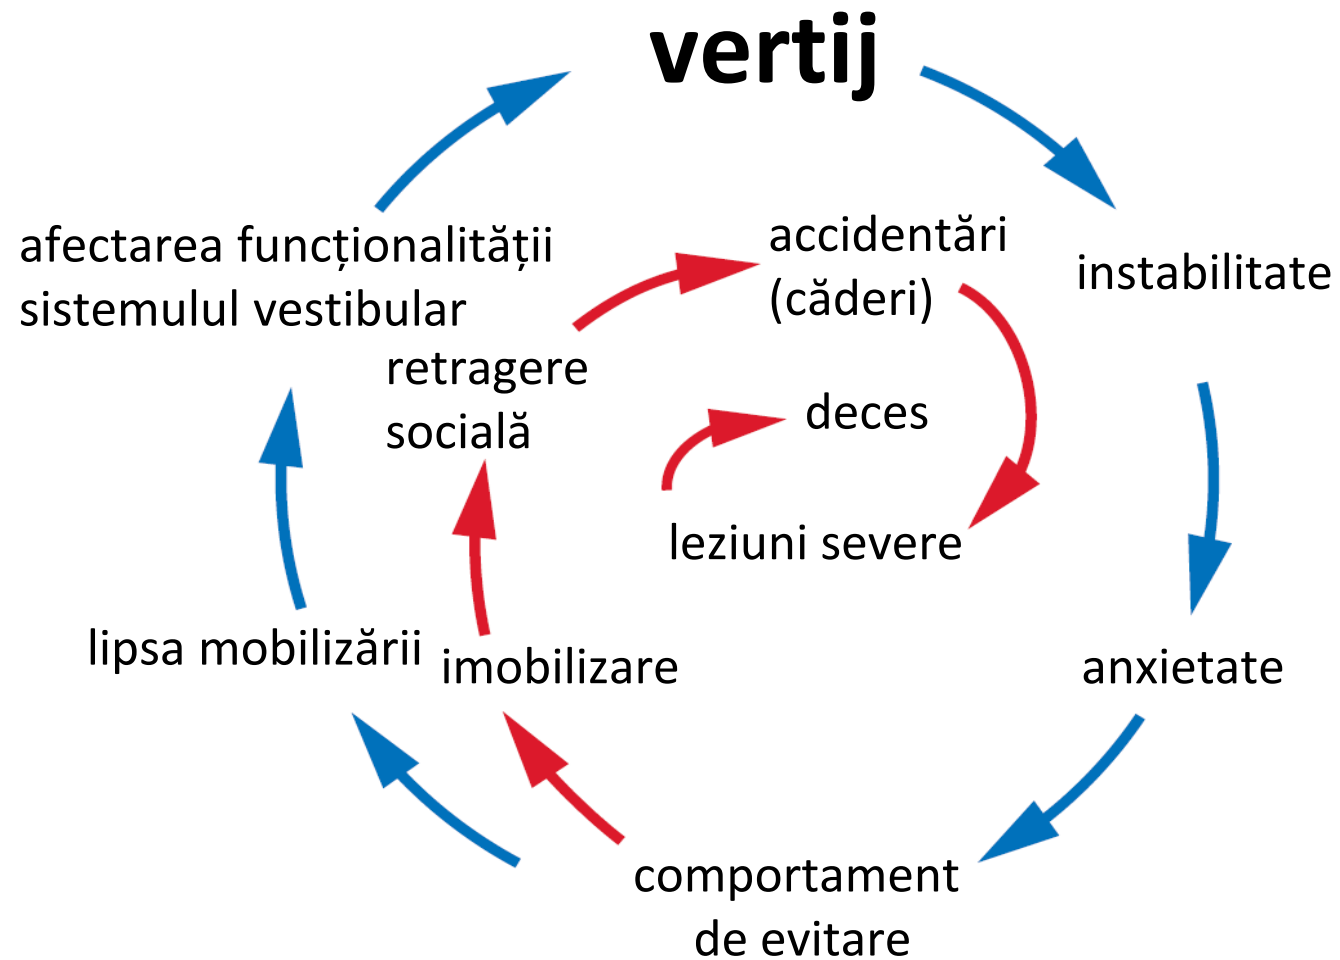 vertij
afectarea funcționalității
sistemulul vestibular
accidentări
(căderi)
instabilitate
retragere
socială
deces
leziuni severe
lipsa mobilizării
imobilizare
anxietate
comportament
de evitare